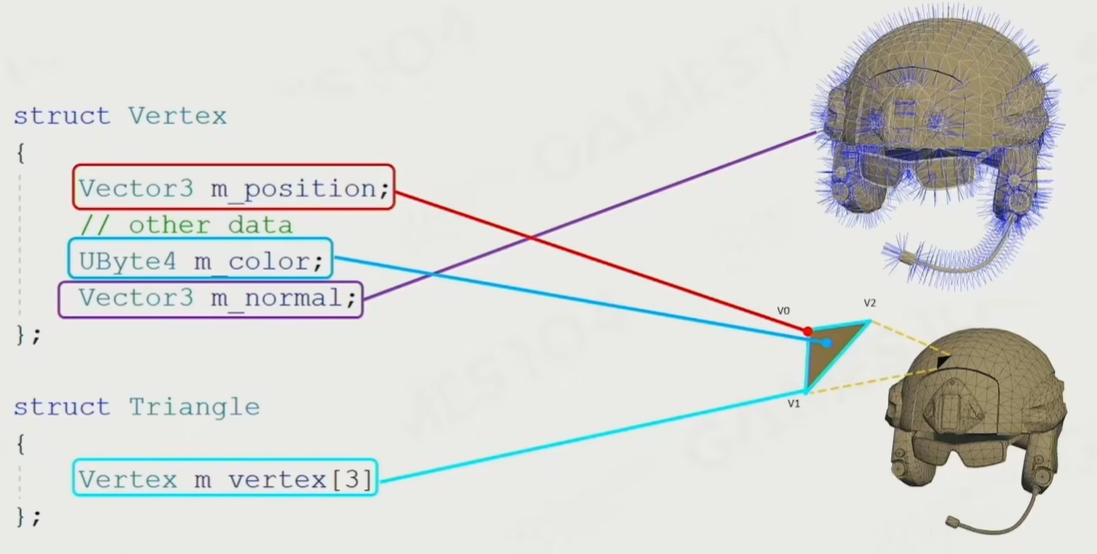 struct Vertex
{
Vector3 m_position;
// other data
UByte4 m_color;
Vector3 m_normal;
};
V0
V2
V1
struct Triangle
{
Vertex m_vertex[3]
};